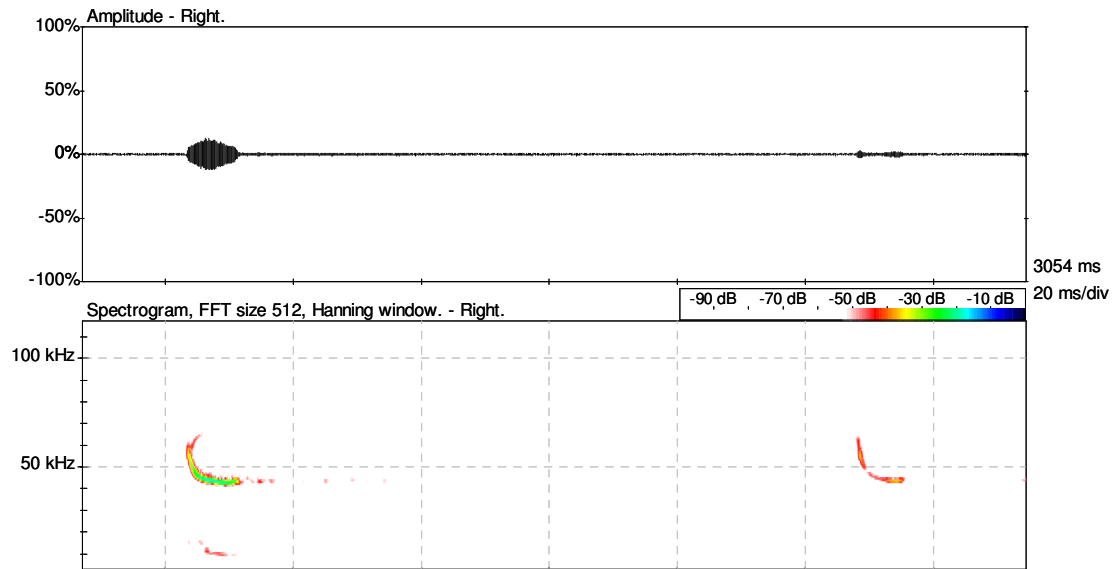 Amplitude - Right.
100%
50%
0%
-50%
-100%
3054 ms
20 ms/div
Spectrogram, FFT size 512, Hanning window. - Right.
-90 dB -70 dB -50 dB -30 dB -10 dB
100 kHz
50 kHz